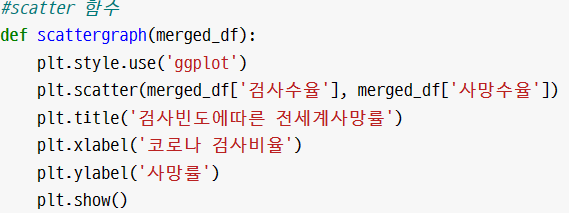 #scatter 함수
def scattergraph(merged_df):
    plt.style.use('ggplot')
    plt.scatter(merged_df['검사수율'], merged_df['사망수율'])
    plt.title('검사빈도에따른 전세계사망률')
    plt.xlabel('코로나 검사비율')
    plt.ylabel('사망률')
    plt.show()